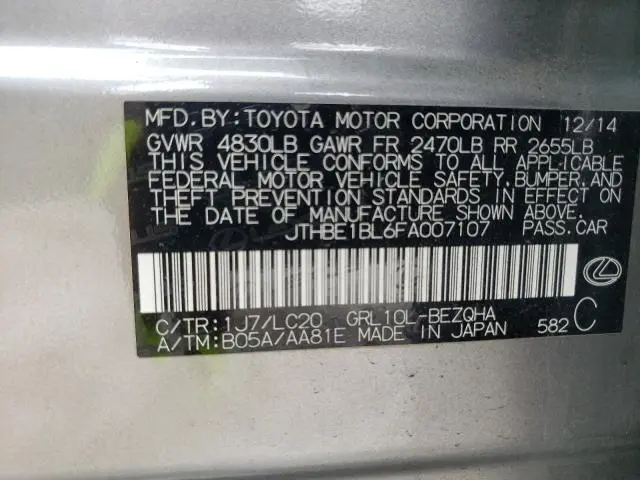 MFD. BY: TOYOTA MOTOR CORPORATION 12/14
GVWR 4830LB GAWR FR 2470LB RR 2655LB
THIS VEHICLE CONFORMS TO ALL APPLICABLE
FEDERAL MOTOR VEHICLE SAFETY, BUMPER, AND
THEFT PREVENTION STANDARDS IN EFFECT ON
THE DATE OF MANUFACTURE SHOWN ABOVE.
JTHBE1BL6FA007107 PASS. CAR
C/TR: 1J7/LC20 GRL10L-BEZQHA
A/TM: B05A/AA81E MADE IN JAPAN 582 C